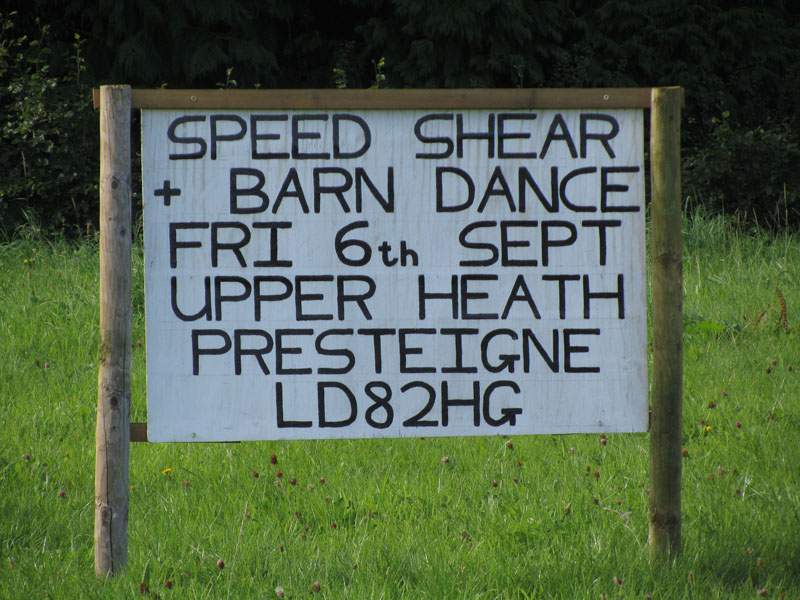 SPEED SHEAR
+ BARN DANCE
FRI 6th SEPT
UPPER HEATH
PRESTEIGNE
LD82HG